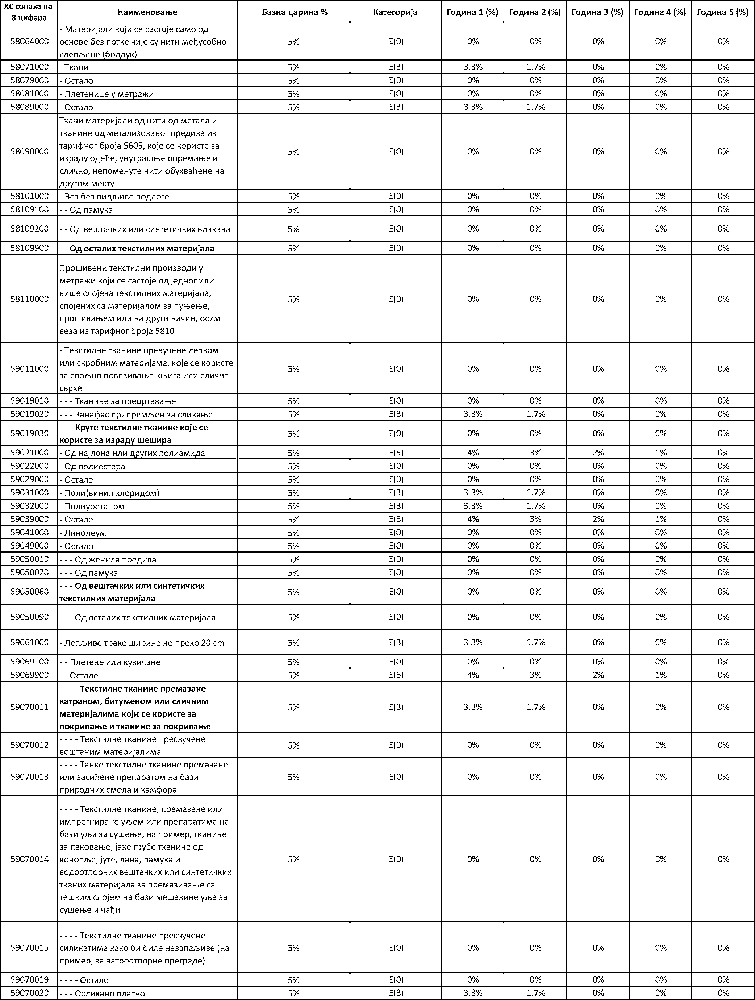 ХС ознака на 8 цифара Наименовање Базна царина % Категорија Година 1 (%) Година 2 (%) Година 3 (%) Година 4 (%) Година 5 (%)
58064000 - Материјали који се састоје само од основе без потке чије су нити међусобно слепљене (болдук) 5% E(0) 0% 0% 0% 0% 0%
58071000 - Ткани 5% E(3) 3.3% 1.7% 0% 0% 0%
58079000 - Остало 5% E(0) 0% 0% 0% 0% 0%
58081000 - Плетенице у метражи 5% E(0) 0% 0% 0% 0% 0%
58089000 - Остало 5% E(3) 3.3% 1.7% 0% 0% 0%
58090000 Ткани материјали од нити од метала и тканине од метализованог предива из тарифног броја 5605, које се користе за израду одеће, унутрашње опремање и слично, непоменуте нити обухваћене на другом месту 5% E(0) 0% 0% 0% 0% 0%
58101000 - Вез без видљиве подлоге 5% E(0) 0% 0% 0% 0% 0%
58109100 - - Од памука 5% E(0) 0% 0% 0% 0% 0%
58109200 - - Од вештачких или синтетичких влакана 5% E(0) 0% 0% 0% 0% 0%
58109900 - - Од осталих текстилних материјала 5% E(0) 0% 0% 0% 0% 0%
58110000 Прошивени текстилни производи у метражи који се састоје од једног или више слојева текстилних материјала, спојених са материјалом за пуњење, прошивањем или на други начин, осим веза из тарифног броја 5810 5% E(0) 0% 0% 0% 0% 0%
59011000 - Текстилне тканине превучене лепком или скробним материјама, које се користе за спољно повезивање књига или сличне сврхе 5% E(0) 0% 0% 0% 0% 0%
59019010 - - - Тканине за прецртавање 5% E(0) 0% 0% 0% 0% 0%
59019020 - - - Канафас припремљен за сликање 5% E(3) 3.3% 1.7% 0% 0% 0%
59019030 - - - Круте текстилне тканине које се користе за израду шешира 5% E(0) 0% 0% 0% 0% 0%
59021000 - Од најлона или других полиамида 5% E(5) 4% 3% 2% 1% 0%
59022000 - Од полиестера 5% E(0) 0% 0% 0% 0% 0%
59029000 - Остале 5% E(0) 0% 0% 0% 0% 0%
59031000 - Поли(винил хлоридом) 5% E(3) 3.3% 1.7% 0% 0% 0%
59032000 - Полиуретаном 5% E(3) 3.3% 1.7% 0% 0% 0%
59039000 - Остале 5% E(5) 4% 3% 2% 1% 0%
59041000 - Линолеум 5% E(0) 0% 0% 0% 0% 0%
59049000 - Остало 5% E(0) 0% 0% 0% 0% 0%
59050010 - - - Од женила предива 5% E(0) 0% 0% 0% 0% 0%
59050020 - - - Од памука 5% E(0) 0% 0% 0% 0% 0%
59050060 - - - Од вештачких или синтетичких текстилних материјала 5% E(0) 0% 0% 0% 0% 0%
59050090 - - - Од осталих текстилних материјала 5% E(0) 0% 0% 0% 0% 0%
59061000 - Лепљиве траке ширине не преко 20 cm 5% E(3) 3.3% 1.7% 0% 0% 0%
59069100 - - Плетене или кукичане 5% E(0) 0% 0% 0% 0% 0%
59069900 - - Остале 5% E(5) 4% 3% 2% 1% 0%
59070011 - - - - Текстилне тканине премазане катраном, битуменом или сличним материјалима који се користе за покривање и тканине за покривање 5% E(3) 3.3% 1.7% 0% 0% 0%
59070012 - - - - Текстилне тканине пресвучене воштаним материјалима 5% E(0) 0% 0% 0% 0% 0%
59070013 - - - - Танке текстилне тканине премазане или засићене препаратом на бази природних смола и камфора 5% E(0) 0% 0% 0% 0% 0%
59070014 - - - - Текстилне тканине, премазане или импрегниране уљем или препаратима на бази уља за сушење, на пример, тканине за паковање, јаке грубе тканине од конопље, јуте, лана, памука и водоотпорних вештачких или синтетичких тканих материјала за премазивање са тешким слојем на бази мешавине уља за сушење и чађи 5% E(0) 0% 0% 0% 0% 0%
59070015 - - - - Текстилне тканине пресвучене силикатима како би биле незапаљиве (на пример, за ватроотпорне преграде) 5% E(0) 0% 0% 0% 0% 0%
59070019 - - - - Остало 5% E(0) 0% 0% 0% 0% 0%
59070020 - - - Осликано платно 5% E(3) 3.3% 1.7% 0% 0% 0%